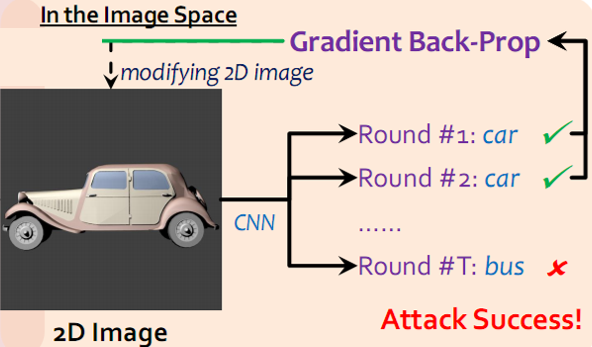 In the Image Space
Gradient Back-Prop
modifying 2D image
Round #1: car ✓
Round #2: car ✓
CNN
......
Round #T: bus ✘
Attack Success!
2D Image